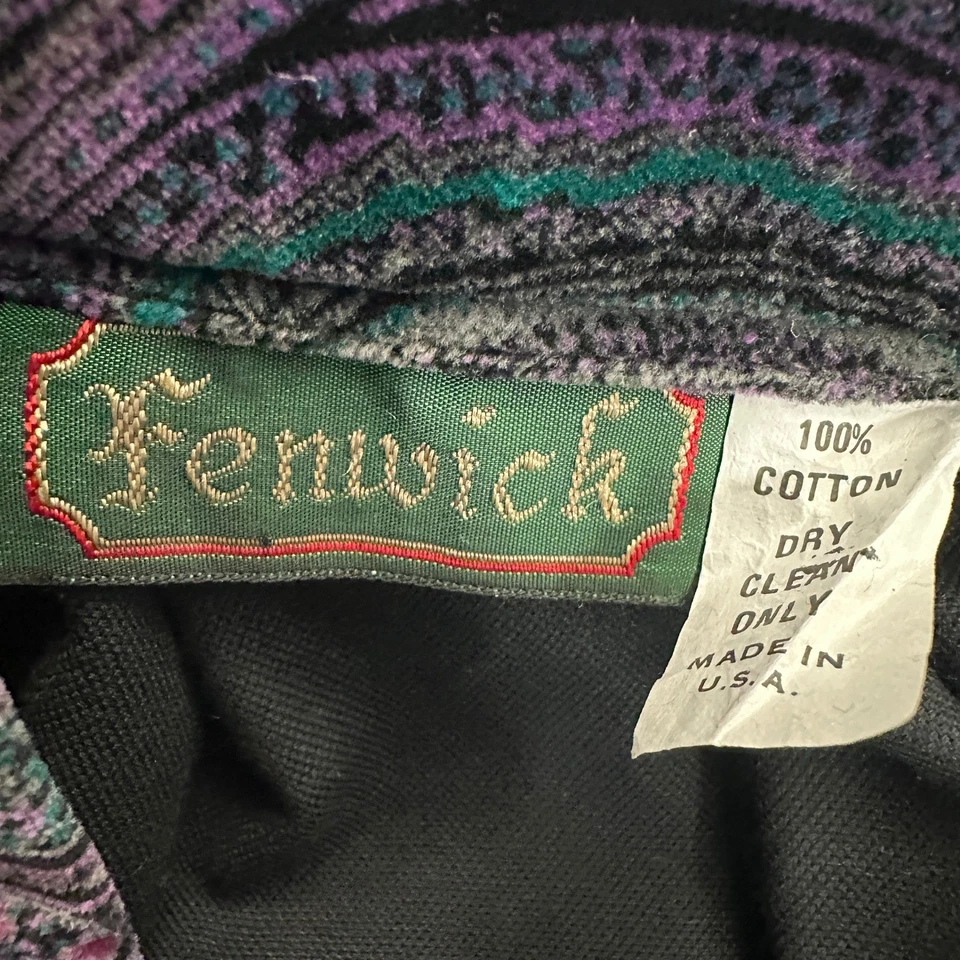 Fenwick
100%
COTTON
DRY
CLEAN
ONLY
MADE IN
U.S.A.